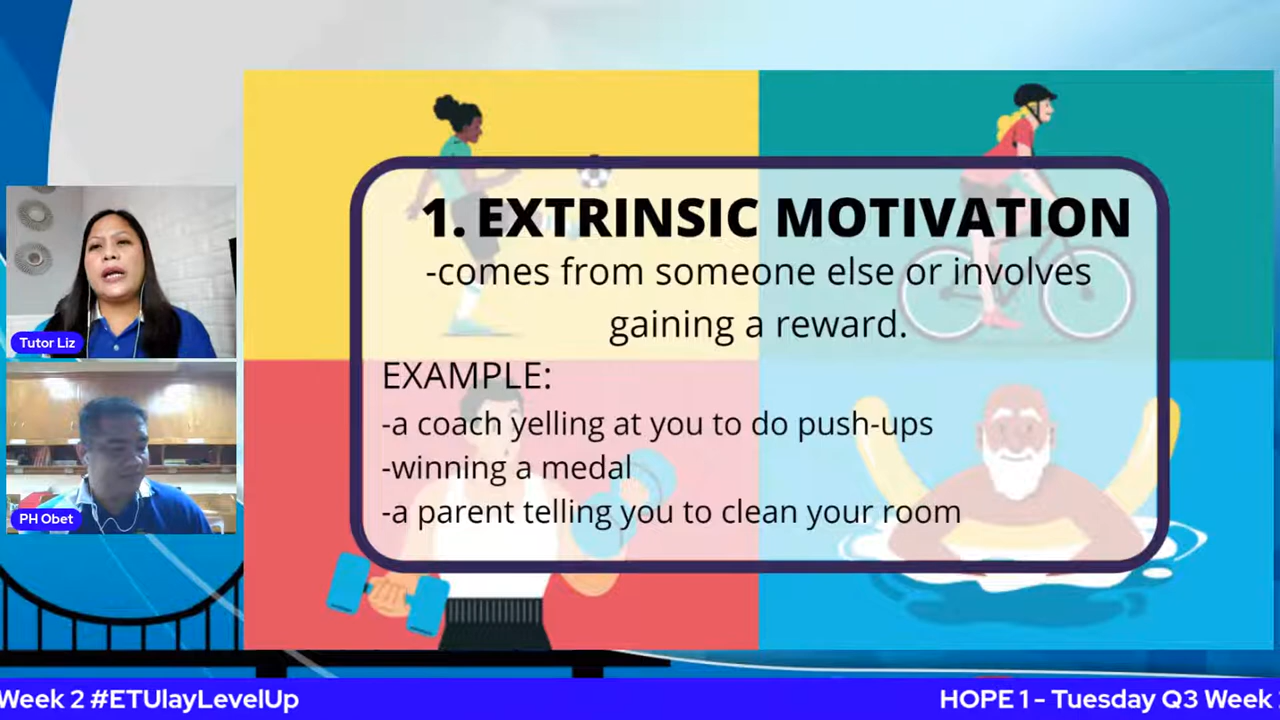 1. EXTRINSIC MOTIVATION
-comes from someone else or involves
gaining a reward.
EXAMPLE:
-a coach yelling at you to do push-ups
-winning a medal
-a parent telling you to clean your room
Tutor Liz
PH Obet
Week 2 #ETUlayLevelUp
HOPE 1 - Tuesday Q3 Week